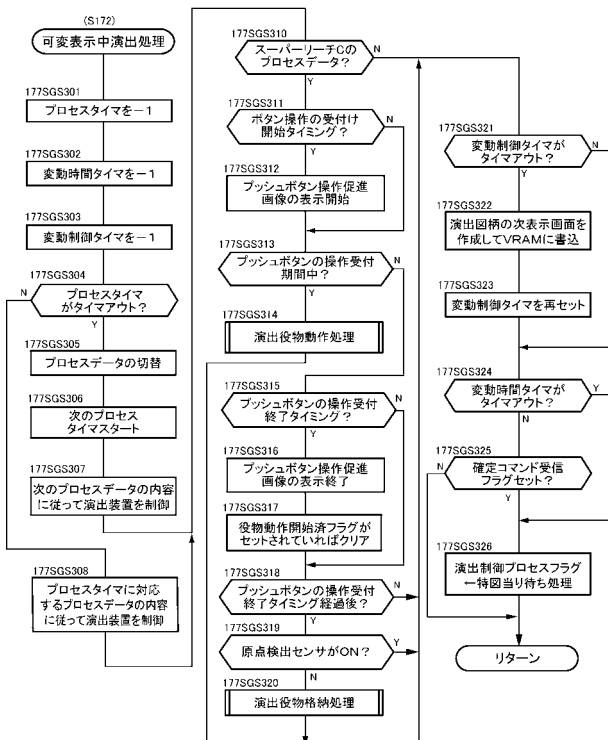 (S172)
可変表示中演出処理
177SGS301
プロセスタイマを－1
177SGS302
変動時間タイマを－1
177SGS303
変動制御タイマを－1
177SGS304
プロセスタイマ
がタイムアウト？
N
Y
177SGS305
プロセスデータの切替
177SGS306
次のプロセス
タイマスタート
177SGS307
次のプロセスデータの内容
に従って演出装置を制御
177SGS308
プロセスタイマに対応
するプロセスデータの内容
に従って演出装置を制御
177SGS310
スーパーリーチCの
プロセスデータ？
N
Y
177SGS311
ボタン操作の受付け
開始タイミング？
N
Y
177SGS312
プッシュボタン操作促進
画像の表示開始
177SGS313
プッシュボタンの操作受付
期間中？
N
Y
177SGS314
演出役物動作処理
177SGS315
プッシュボタンの操作受付
終了タイミング？
N
Y
177SGS316
プッシュボタン操作促進
画像の表示終了
177SGS317
役物動作開始済フラグが
セットされていればクリア
177SGS318
プッシュボタンの操作受付
終了タイミング経過後？
N
Y
177SGS319
原点検出センサがON？
Y
N
177SGS320
演出役物格納処理
177SGS321
変動制御タイマが
タイムアウト？
N
Y
177SGS322
演出図柄の次表示画面を
作成してVRAMに書込
177SGS323
変動制御タイマを再セット
177SGS324
変動時間タイマが
タイムアウト？
Y
N
177SGS325
確定コマンド受信
フラグセット？
N
Y
177SGS326
演出制御プロセスフラグ
←特図当り待ち処理
リターン